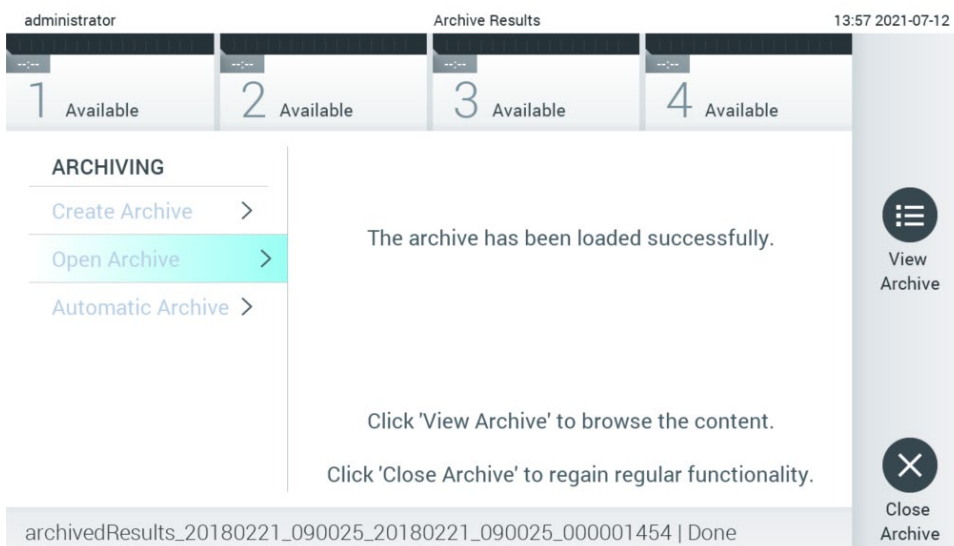 administrator Archive Results 13:57 2021-07-12
--:-- --:-- --:-- --:--
1 Available 2 Available 3 Available 4 Available
ARCHIVING
Create Archive
Open Archive
Automatic Archive
The archive has been loaded successfully.
Click 'View Archive' to browse the content.
Click 'Close Archive' to regain regular functionality.
View
Archive
Close
Archive
archivedResults_20180221_090025_20180221_090025_000001454 | Done